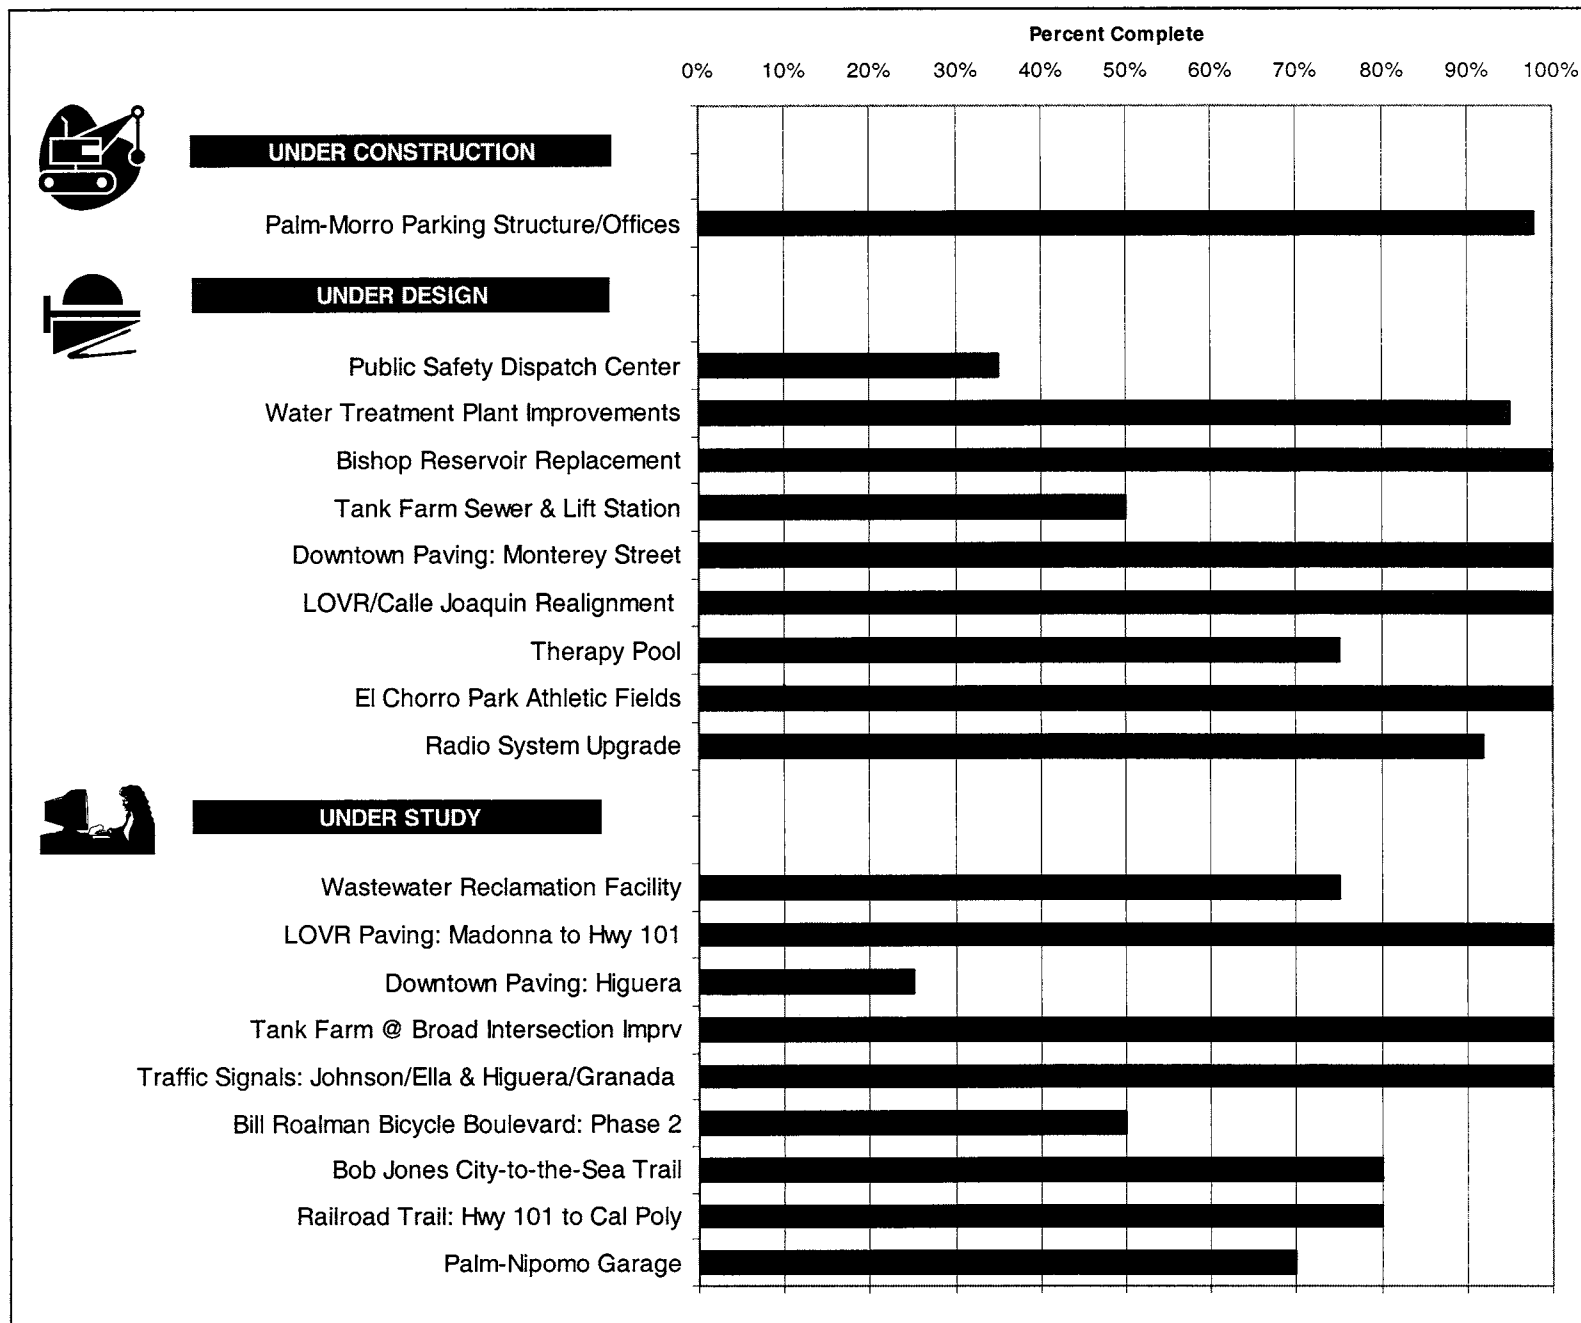 Percent Complete
0% 10% 20% 30% 40% 50% 60% 70% 80% 90% 100%
UNDER CONSTRUCTION
Palm-Morro Parking Structure/Offices
UNDER DESIGN
Public Safety Dispatch Center
Water Treatment Plant Improvements
Bishop Reservoir Replacement
Tank Farm Sewer & Lift Station
Downtown Paving: Monterey Street
LOVR/Calle Joaquin Realignment
Therapy Pool
El Chorro Park Athletic Fields
Radio System Upgrade
UNDER STUDY
Wastewater Reclamation Facility
LOVR Paving: Madonna to Hwy 101
Downtown Paving: Higuera
Tank Farm @ Broad Intersection Imprv
Traffic Signals: Johnson/Ella & Higuera/Granada
Bill Roalman Bicycle Boulevard: Phase 2
Bob Jones City-to-the-Sea Trail
Railroad Trail: Hwy 101 to Cal Poly
Palm-Nipomo Garage